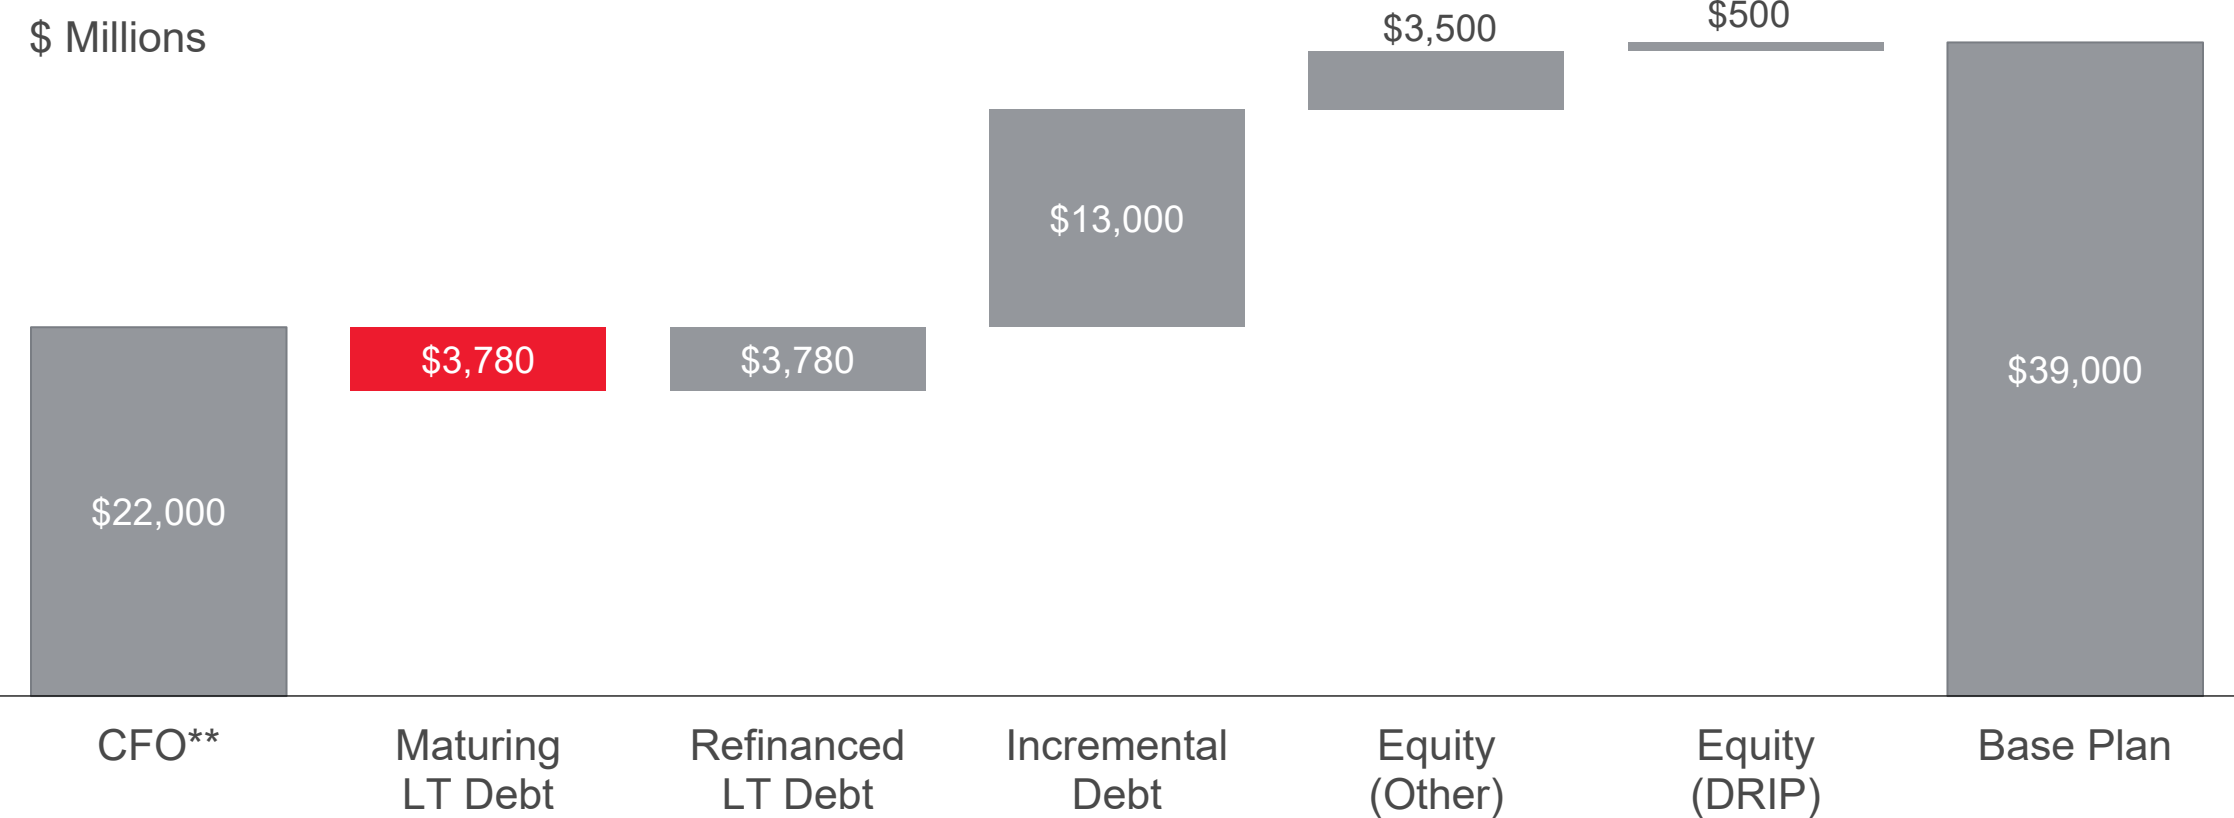 $ Millions
$3,500
$500
$13,000
$3,780
$3,780
$39,000
$22,000
CFO**
Maturing
LT Debt
Refinanced
LT Debt
Incremental
Debt
Equity
(Other)
Equity
(DRIP)
Base Plan